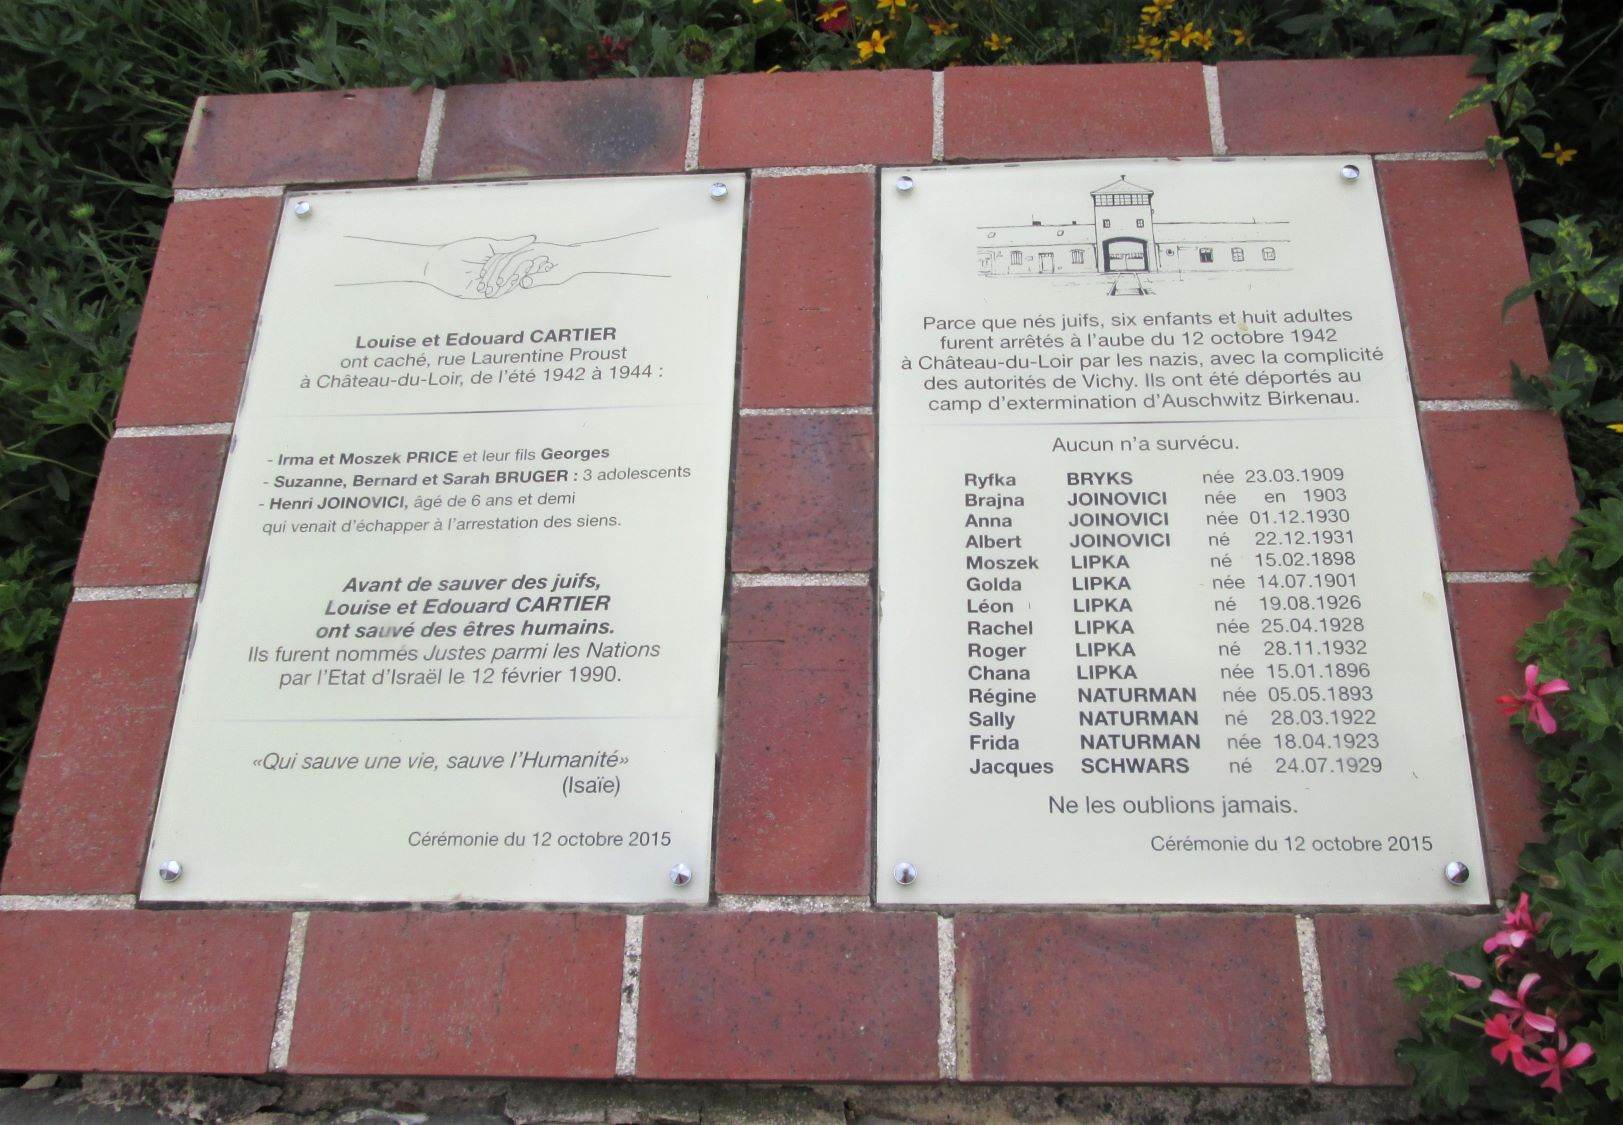 Louise et Edouard CARTIER
ont caché, rue Laurentine Proust
à Château-du-Loir, de l'été 1942 à 1944 :
- Irma et Moszek PRICE et leur fils Georges
- Suzanne, Bernard et Sarah BRUGER : 3 adolescents
- Henri JOINOVICI, âgé de 6 ans et demi
qui venait d'échapper à l'arrestation des siens.
Avant de sauver des juifs,
Louise et Edouard CARTIER
ont sauvé des êtres humains.
Ils furent nommés Justes parmi les Nations
par l'Etat d'Israël le 12 février 1990.
«Qui sauve une vie, sauve l'Humanité»
(Isaïe)
Cérémonie du 12 octobre 2015
Parce que nés juifs, six enfants et huit adultes
furent arrêtés à l'aube du 12 octobre 1942
à Château-du-Loir par les nazis, avec la complicité
des autorités de Vichy. Ils ont été déportés au
camp d'extermination d'Auschwitz Birkenau.
Aucun n'a survécu.
Ryfka BRYKS née 23.03.1909
Brajna JOINOVICI née en 1903
Anna JOINOVICI née 01.12.1930
Albert JOINOVICI né 22.12.1931
Moszek LIPKA né 15.02.1898
Golda LIPKA née 14.07.1901
Léon LIPKA né 19.08.1926
Rachel LIPKA née 25.04.1928
Roger LIPKA né 28.11.1932
Chana LIPKA née 15.01.1896
Régine NATURMAN née 05.05.1893
Sally NATURMAN né 28.03.1922
Frida NATURMAN née 18.04.1923
Jacques SCHWARS né 24.07.1929
Ne les oublions jamais.
Cérémonie du 12 octobre 2015